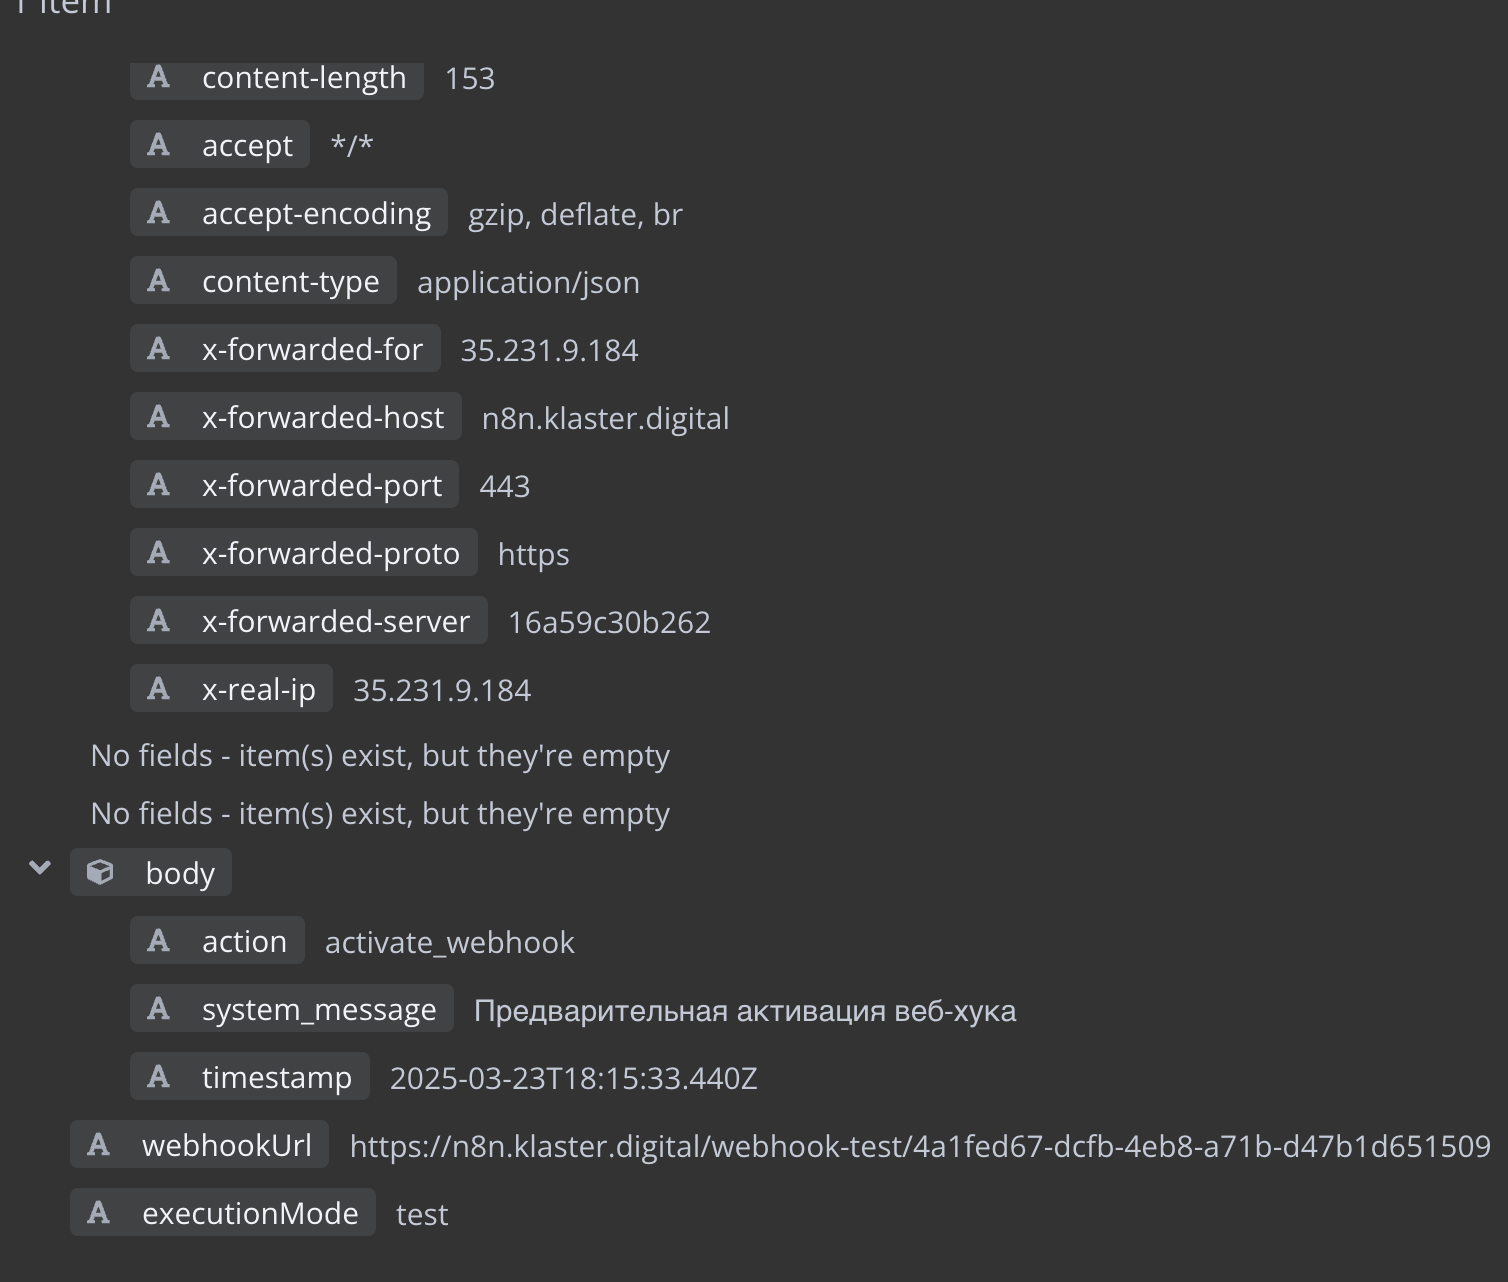 1 item
content-length 153
accept */*
accept-encoding gzip, deflate, br
content-type application/json
x-forwarded-for 35.231.9.184
x-forwarded-host n8n.klaster.digital
x-forwarded-port 443
x-forwarded-proto https
x-forwarded-server 16a59c30b262
x-real-ip 35.231.9.184
No fields - item(s) exist, but they're empty
No fields - item(s) exist, but they're empty
body
action activate_webhook
system_message Предварительная активация веб-хука
timestamp 2025-03-23T18:15:33.440Z
webhookUrl https://n8n.klaster.digital/webhook-test/4a1fed67-dcfb-4eb8-a71b-d47b1d651509
executionMode test